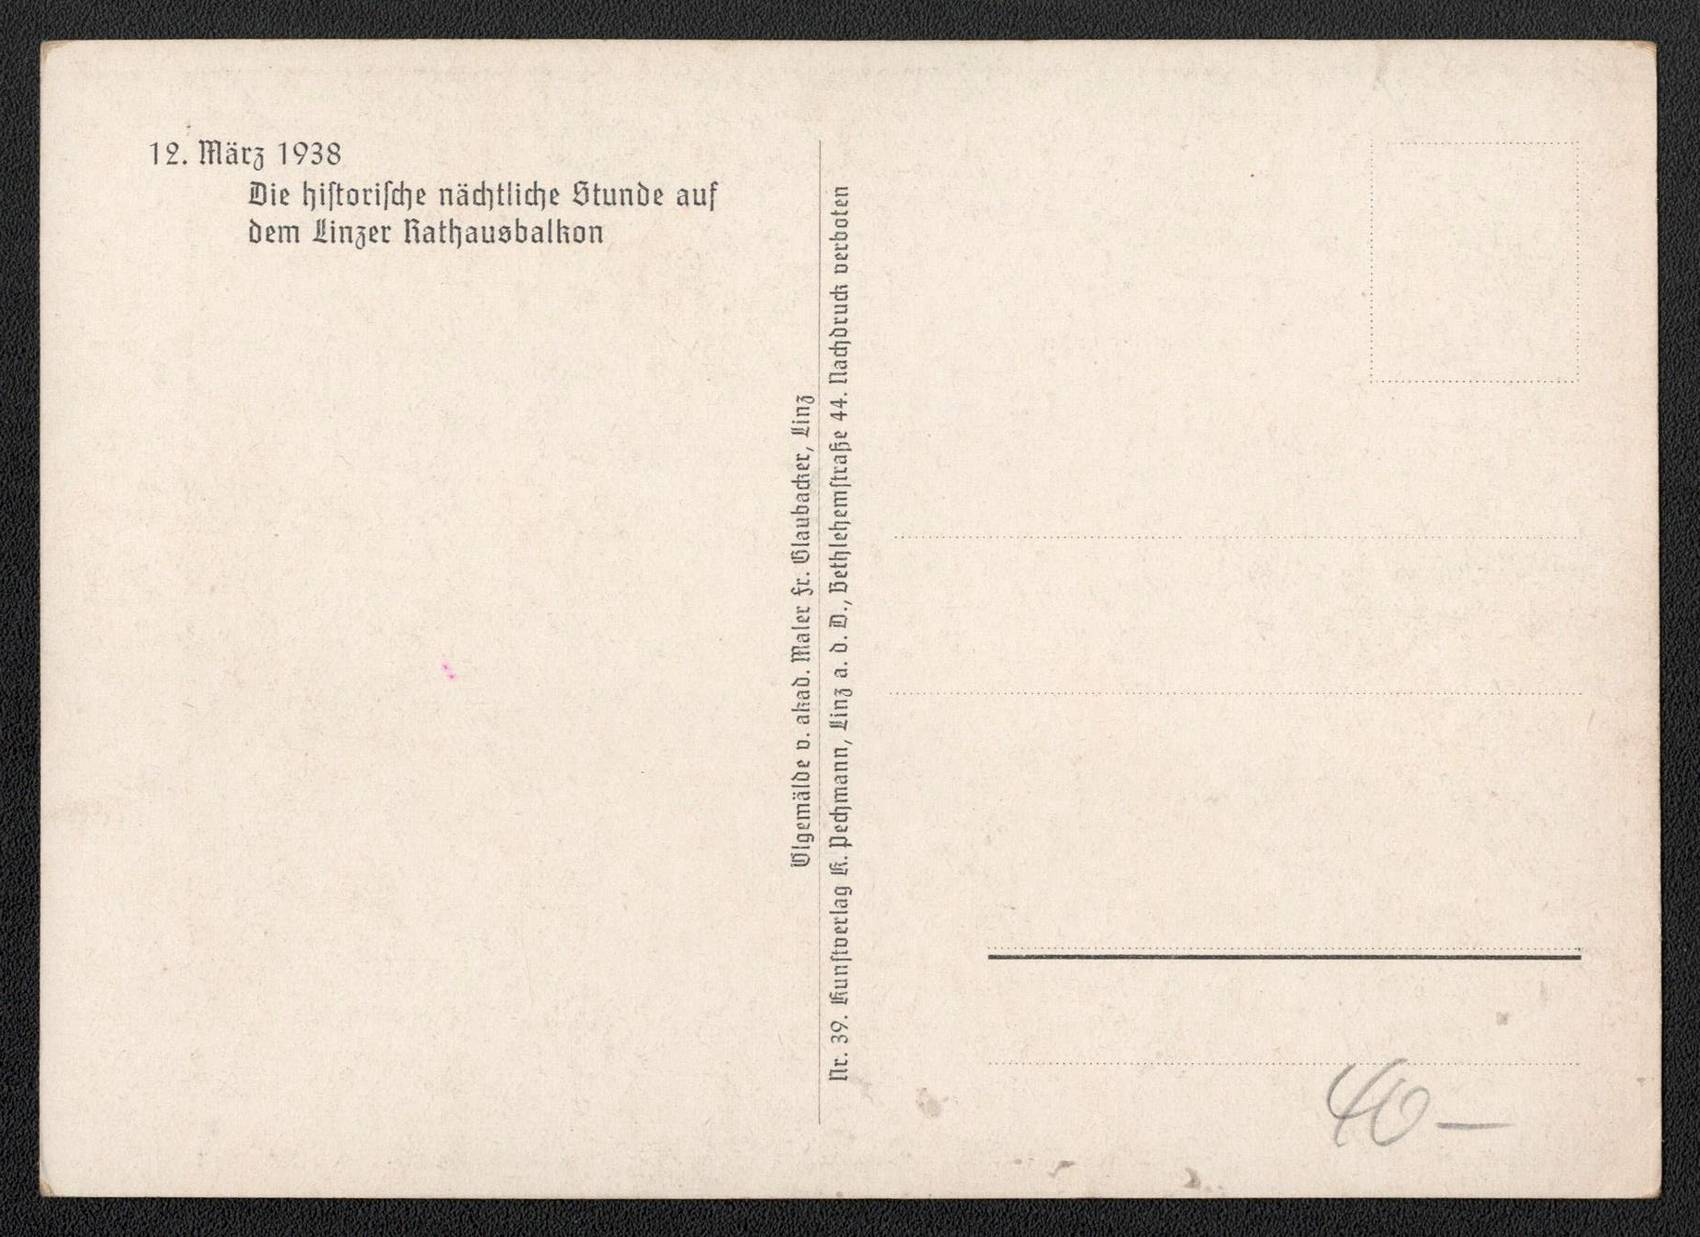 12. März 1938
Die hiſtoriſche nächtliche Stunde auf
dem Linzer Rathausbalkon
Ölgemälde v. akad. Maler Fr. Glaubacker, Linz
Nr. 39. Kunſtverlag K. Pechmann, Linz a. d. D., Bethlehemſtraße 44. Nachdruck verboten
40—